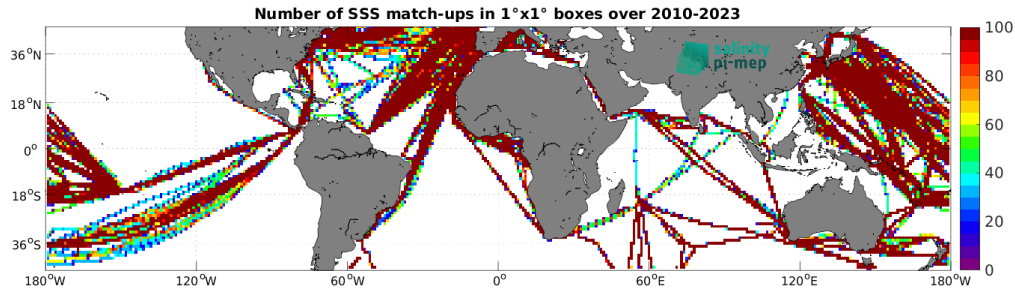 Number of SSS match-ups in 1°x1° boxes over 2010-2023
salinity
pi-mep
36°N
18°N
0°
18°S
36°S
180°W 120°W 60°W 0° 60°E 120°E 180°W
100
80
60
40
20
0